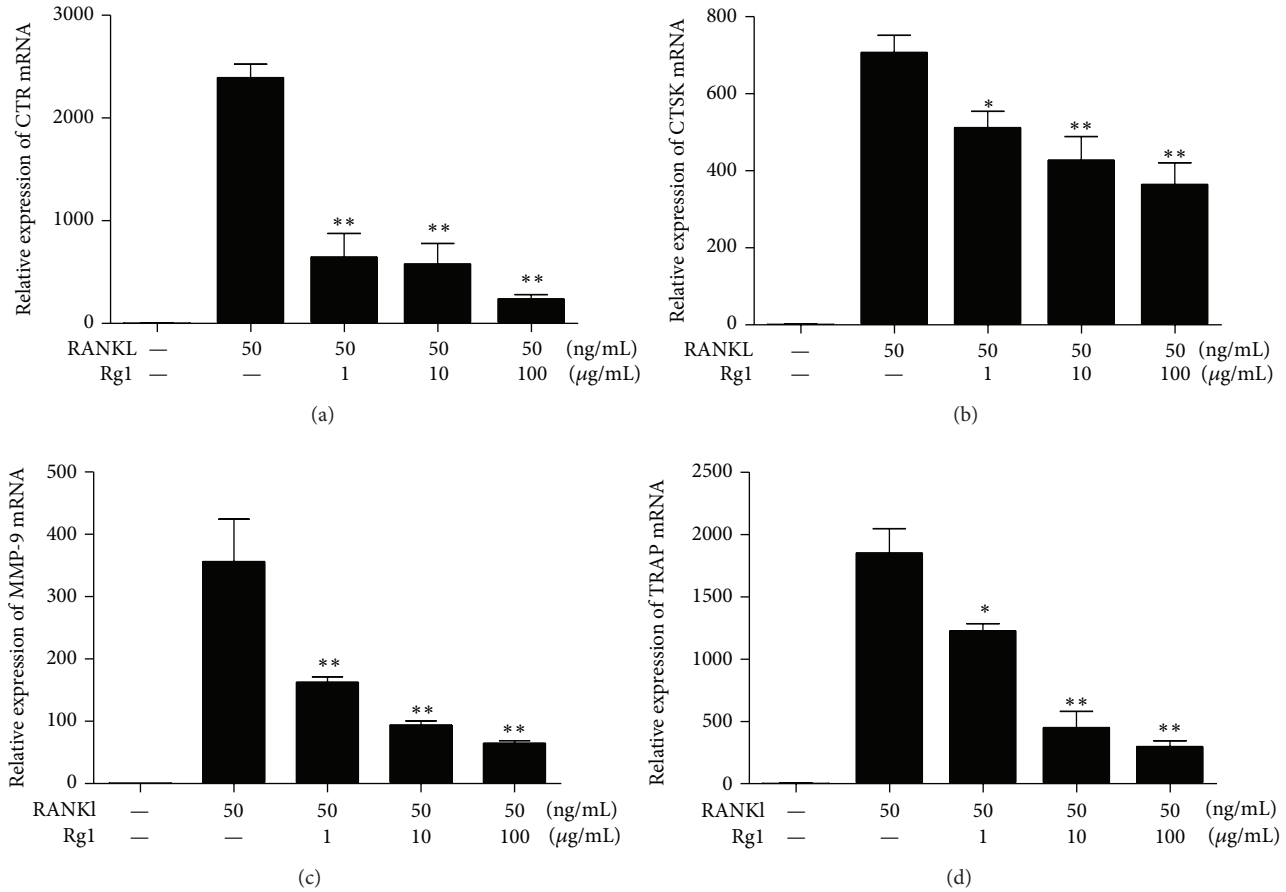 Relative expression of CTR mRNA
3000
2000
1000
0
** ** **
RANKL — 50 50 50 50 (ng/mL)
Rg1 — — 1 10 100 (μg/mL)
(a)
Relative expression of CTSK mRNA
800
600
400
200
0
* ** **
RANKL — 50 50 50 50 (ng/mL)
Rg1 — — 1 10 100 (μg/mL)
(b)
Relative expression of MMP-9 mRNA
500
400
300
200
100
0
** ** **
RANKl — 50 50 50 50 (ng/mL)
Rg1 — — 1 10 100 (μg/mL)
(c)
Relative expression of TRAP mRNA
2500
2000
1500
1000
500
0
* ** **
RANKl — 50 50 50 50 (ng/mL)
Rg1 — — 1 10 100 (μg/mL)
(d)